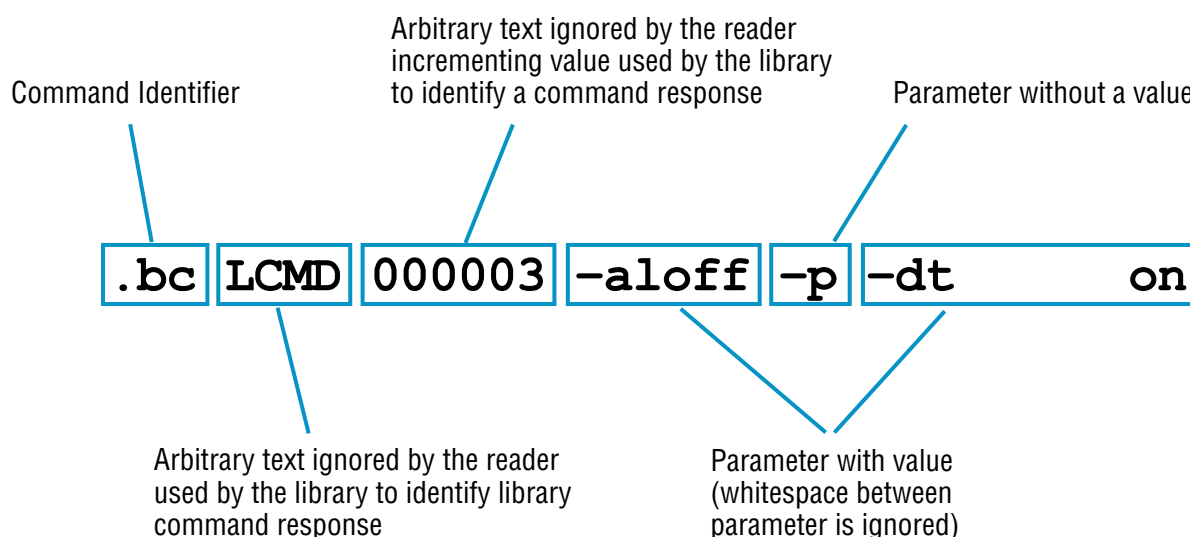 Arbitrary text ignored by the reader
incrementing value used by the library
to identify a command response
Command Identifier
Parameter without a value
.bc LCMD 000003 -aloff -p -dt on
Arbitrary text ignored by the reader
used by the library to identify library
command response
Parameter with value
(whitespace between
parameter is ignored)